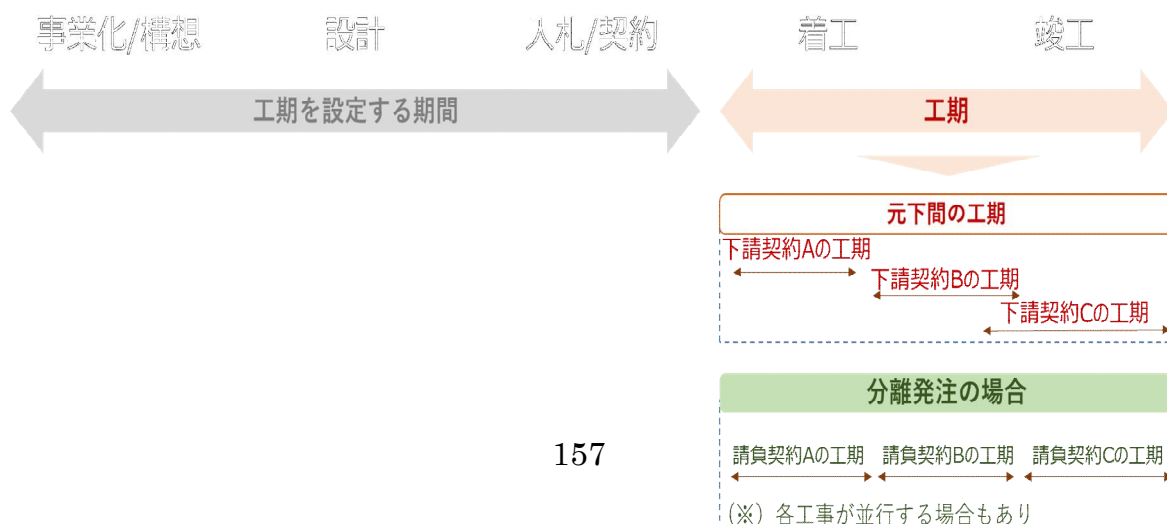 事業化/構想 設計 入札/契約 着工 竣工
工期を設定する期間 工期
元下間の工期
下請契約Aの工期
下請契約Bの工期
下請契約Cの工期
分離発注の場合
請負契約Aの工期 請負契約Bの工期 請負契約Cの工期
(※) 各工事が並行する場合もあり
157